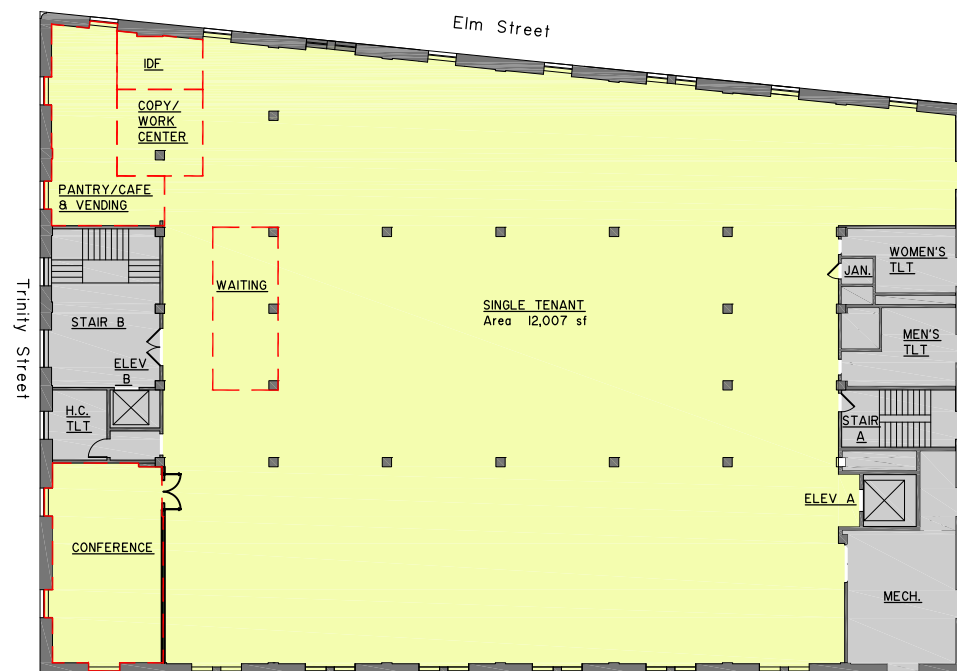 Elm Street
IDF
COPY/
WORK
CENTER
PANTRY/CAFE
& VENDING
WAITING
SINGLE TENANT
Area 12,007 sf
WOMEN'S
TLT
JAN.
MEN'S
TLT
STAIR
A
ELEV A
MECH.
Trinity Street
STAIR B
ELEV
B
H.C.
TLT
CONFERENCE